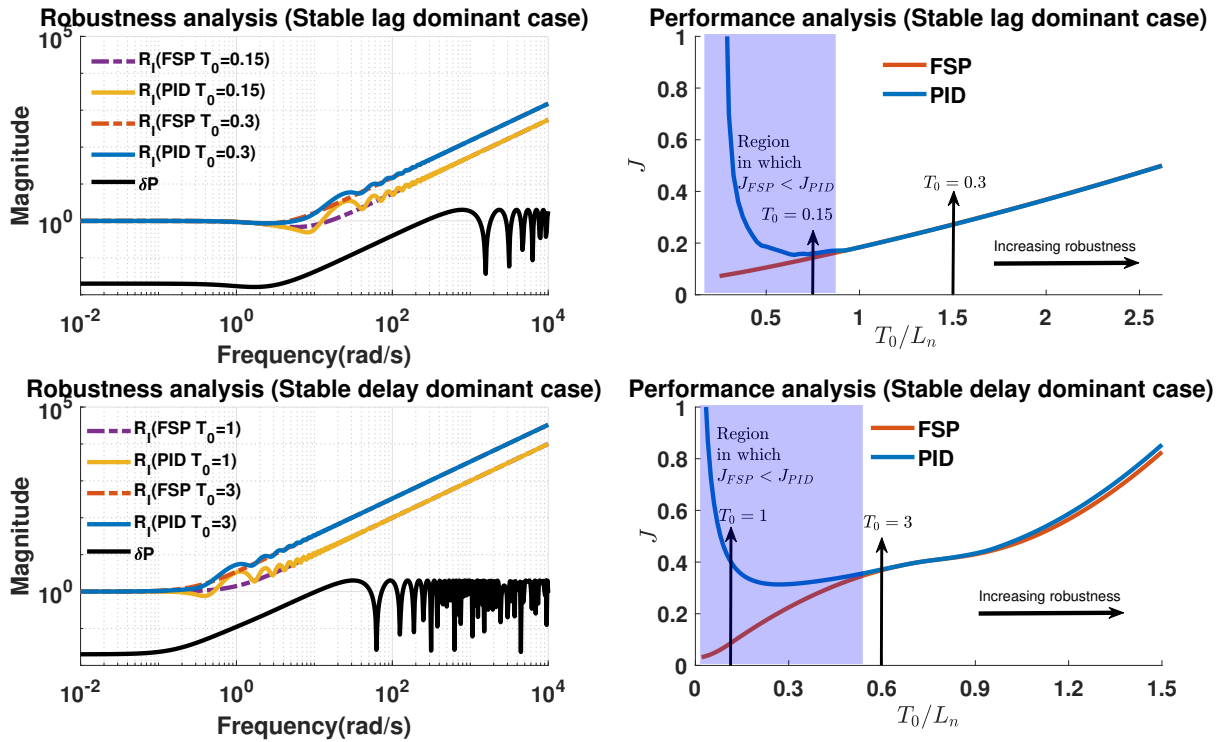 Robustness analysis (Stable lag dominant case)
10^5
10^0
Magnitude
R_I(FSP T_0=0.15)
R_I(PID T_0=0.15)
R_I(FSP T_0=0.3)
R_I(PID T_0=0.3)
δP
10^-2
10^0
10^2
10^4
Frequency(rad/s)
Performance analysis (Stable lag dominant case)
1
0.8
0.6
0.4
0.2
0
J
FSP
PID
Region
in which
J_FSP < J_PID
T_0 = 0.15
T_0 = 0.3
Increasing robustness
0.5
1
1.5
2
2.5
T_0/L_n
Robustness analysis (Stable delay dominant case)
10^5
10^0
Magnitude
R_I(FSP T_0=1)
R_I(PID T_0=1)
R_I(FSP T_0=3)
R_I(PID T_0=3)
δP
10^-2
10^0
10^2
10^4
Frequency(rad/s)
Performance analysis (Stable delay dominant case)
1
0.8
0.6
0.4
0.2
0
J
FSP
PID
Region
in which
J_FSP < J_PID
T_0 = 1
T_0 = 3
Increasing robustness
0
0.3
0.6
0.9
1.2
1.5
T_0/L_n